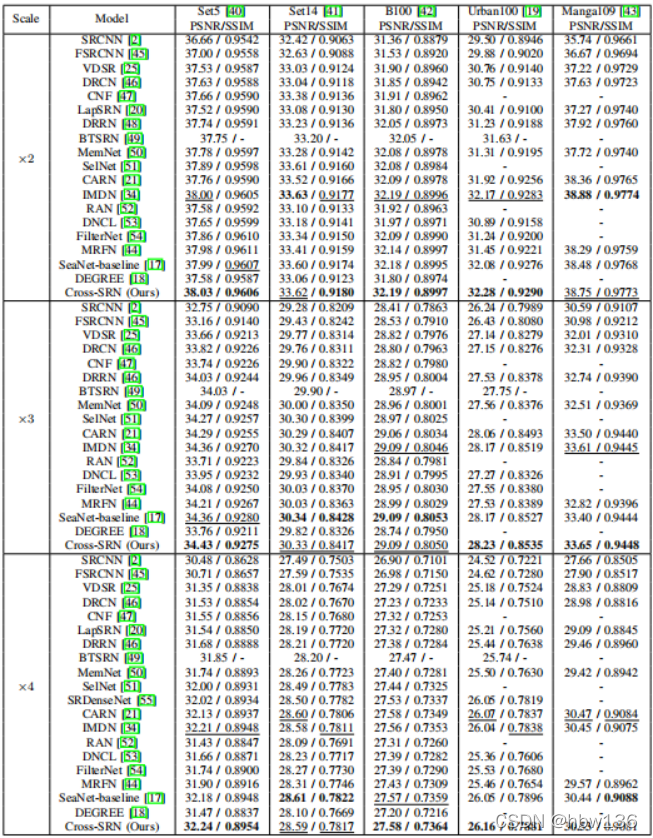 Scale Model Set5 [40] Set14 [41] B100 [42] Urban100 [19] Manga109 [43]
PSNR/SSIM PSNR/SSIM PSNR/SSIM PSNR/SSIM PSNR/SSIM
×2
SRCNN [2] 36.66 / 0.9542 32.42 / 0.9063 31.36 / 0.8879 29.50 / 0.8946 35.74 / 0.9661
FSRCNN [45] 37.00 / 0.9558 32.63 / 0.9088 31.53 / 0.8920 29.88 / 0.9020 36.67 / 0.9694
VDSR [25] 37.53 / 0.9587 33.03 / 0.9124 31.90 / 0.8960 30.76 / 0.9140 37.22 / 0.9729
DRCN [46] 37.63 / 0.9588 33.04 / 0.9118 31.85 / 0.8942 30.75 / 0.9133 37.63 / 0.9723
CNF [47] 37.66 / 0.9590 33.38 / 0.9136 31.91 / 0.8962 - -
LapSRN [20] 37.52 / 0.9590 33.08 / 0.9130 31.80 / 0.8950 30.41 / 0.9100 37.27 / 0.9740
DRRN [48] 37.74 / 0.9591 33.23 / 0.9136 32.05 / 0.8973 31.23 / 0.9188 37.92 / 0.9760
BTSRN [49] 37.75 / - 33.20 / - 32.05 / - 31.63 / - -
MemNet [50] 37.78 / 0.9597 33.28 / 0.9142 32.08 / 0.8978 31.31 / 0.9195 37.72 / 0.9740
SelNet [51] 37.89 / 0.9598 33.61 / 0.9160 32.08 / 0.8984 - -
CARN [21] 37.76 / 0.9590 33.52 / 0.9166 32.09 / 0.8978 31.92 / 0.9256 38.36 / 0.9765
IMDN [34] 38.00 / 0.9605 33.63 / 0.9177 32.19 / 0.8996 32.17 / 0.9283 38.88 / 0.9774
RAN [52] 37.58 / 0.9592 33.10 / 0.9133 31.92 / 0.8963 - -
DNCL [53] 37.65 / 0.9599 33.18 / 0.9141 31.97 / 0.8971 30.89 / 0.9158 -
FilterNet [54] 37.86 / 0.9610 33.34 / 0.9150 32.09 / 0.8990 31.24 / 0.9200 -
MRFN [44] 37.98 / 0.9611 33.41 / 0.9159 32.14 / 0.8997 31.45 / 0.9221 38.29 / 0.9759
SeaNet-baseline [17] 37.99 / 0.9607 33.60 / 0.9174 32.18 / 0.8995 32.08 / 0.9276 38.48 / 0.9768
DEGREE [18] 37.58 / 0.9587 33.06 / 0.9123 31.80 / 0.8974 - -
Cross-SRN (Ours) 38.03 / 0.9606 33.62 / 0.9180 32.19 / 0.8997 32.28 / 0.9290 38.75 / 0.9773
×3
SRCNN [2] 32.75 / 0.9090 29.28 / 0.8209 28.41 / 0.7863 26.24 / 0.7989 30.59 / 0.9107
FSRCNN [45] 33.16 / 0.9140 29.43 / 0.8242 28.53 / 0.7910 26.43 / 0.8080 30.98 / 0.9212
VDSR [25] 33.66 / 0.9213 29.77 / 0.8314 28.82 / 0.7976 27.14 / 0.8279 32.01 / 0.9310
DRCN [46] 33.82 / 0.9226 29.76 / 0.8311 28.80 / 0.7963 27.15 / 0.8276 32.31 / 0.9328
CNF [47] 33.74 / 0.9226 29.90 / 0.8322 28.82 / 0.7980 - -
DRRN [46] 34.03 / 0.9244 29.96 / 0.8349 28.95 / 0.8004 27.53 / 0.8378 32.74 / 0.9390
BTSRN [49] 34.03 / - 29.90 / - 28.97 / - 27.75 / - -
MemNet [50] 34.09 / 0.9248 30.00 / 0.8350 28.96 / 0.8001 27.56 / 0.8376 32.51 / 0.9369
SelNet [51] 34.27 / 0.9257 30.30 / 0.8399 28.97 / 0.8025 - -
CARN [21] 34.29 / 0.9255 30.29 / 0.8407 29.06 / 0.8034 28.06 / 0.8493 33.50 / 0.9440
IMDN [34] 34.36 / 0.9270 30.32 / 0.8417 29.09 / 0.8046 28.17 / 0.8519 33.61 / 0.9445
RAN [52] 33.71 / 0.9223 29.84 / 0.8326 28.84 / 0.7981 - -
DNCL [53] 33.95 / 0.9232 29.93 / 0.8340 28.91 / 0.7995 27.27 / 0.8326 -
FilterNet [54] 34.08 / 0.9250 30.03 / 0.8370 28.95 / 0.8030 27.55 / 0.8380 -
MRFN [44] 34.21 / 0.9267 30.03 / 0.8363 28.99 / 0.8029 27.53 / 0.8389 32.82 / 0.9396
SeaNet-baseline [17] 34.36 / 0.9280 30.34 / 0.8428 29.09 / 0.8053 28.17 / 0.8527 33.40 / 0.9444
DEGREE [18] 33.76 / 0.9211 29.82 / 0.8326 28.74 / 0.7950 - -
Cross-SRN (Ours) 34.43 / 0.9275 30.33 / 0.8417 29.09 / 0.8050 28.23 / 0.8535 33.65 / 0.9448
×4
SRCNN [2] 30.48 / 0.8628 27.49 / 0.7503 26.90 / 0.7101 24.52 / 0.7221 27.66 / 0.8505
FSRCNN [45] 30.71 / 0.8657 27.59 / 0.7535 26.98 / 0.7150 24.62 / 0.7280 27.90 / 0.8517
VDSR [25] 31.35 / 0.8838 28.01 / 0.7674 27.29 / 0.7251 25.18 / 0.7524 28.83 / 0.8809
DRCN [46] 31.53 / 0.8854 28.02 / 0.7670 27.23 / 0.7233 25.14 / 0.7510 28.98 / 0.8816
CNF [47] 31.55 / 0.8856 28.15 / 0.7680 27.32 / 0.7253 - -
LapSRN [20] 31.54 / 0.8850 28.19 / 0.7720 27.32 / 0.7280 25.21 / 0.7560 29.09 / 0.8845
DRRN [46] 31.68 / 0.8888 28.21 / 0.7720 27.38 / 0.7284 25.44 / 0.7638 29.46 / 0.8960
BTSRN [49] 31.85 / - 28.20 / - 27.47 / - 25.74 / - -
MemNet [50] 31.74 / 0.8893 28.26 / 0.7723 27.40 / 0.7281 25.50 / 0.7630 29.42 / 0.8942
SelNet [51] 32.00 / 0.8931 28.49 / 0.7783 27.44 / 0.7325 - -
SRDenseNet [55] 32.02 / 0.8934 28.50 / 0.7782 27.53 / 0.7337 26.05 / 0.7819 -
CARN [21] 32.13 / 0.8937 28.60 / 0.7806 27.58 / 0.7349 26.07 / 0.7837 30.47 / 0.9084
IMDN [34] 32.21 / 0.8948 28.58 / 0.7811 27.56 / 0.7353 26.04 / 0.7838 30.45 / 0.9075
RAN [52] 31.43 / 0.8847 28.09 / 0.7691 27.31 / 0.7260 - -
DNCL [53] 31.66 / 0.8871 28.23 / 0.7717 27.39 / 0.7282 25.36 / 0.7606 -
FilterNet [54] 31.74 / 0.8900 28.27 / 0.7730 27.39 / 0.7290 25.53 / 0.7680 -
MRFN [44] 31.90 / 0.8916 28.31 / 0.7746 27.43 / 0.7309 25.46 / 0.7654 29.57 / 0.8962
SeaNet-baseline [17] 32.18 / 0.8948 28.61 / 0.7822 27.57 / 0.7359 26.05 / 0.7896 30.44 / 0.9088
DEGREE [18] 31.47 / 0.8837 28.10 / 0.7669 27.20 / 0.7216 - -
Cross-SRN (Ours) 32.24 / 0.8954 28.59 / 0.7817 27.58 / 0.7364 26.16 / 0.7881
CSDN @hbw136